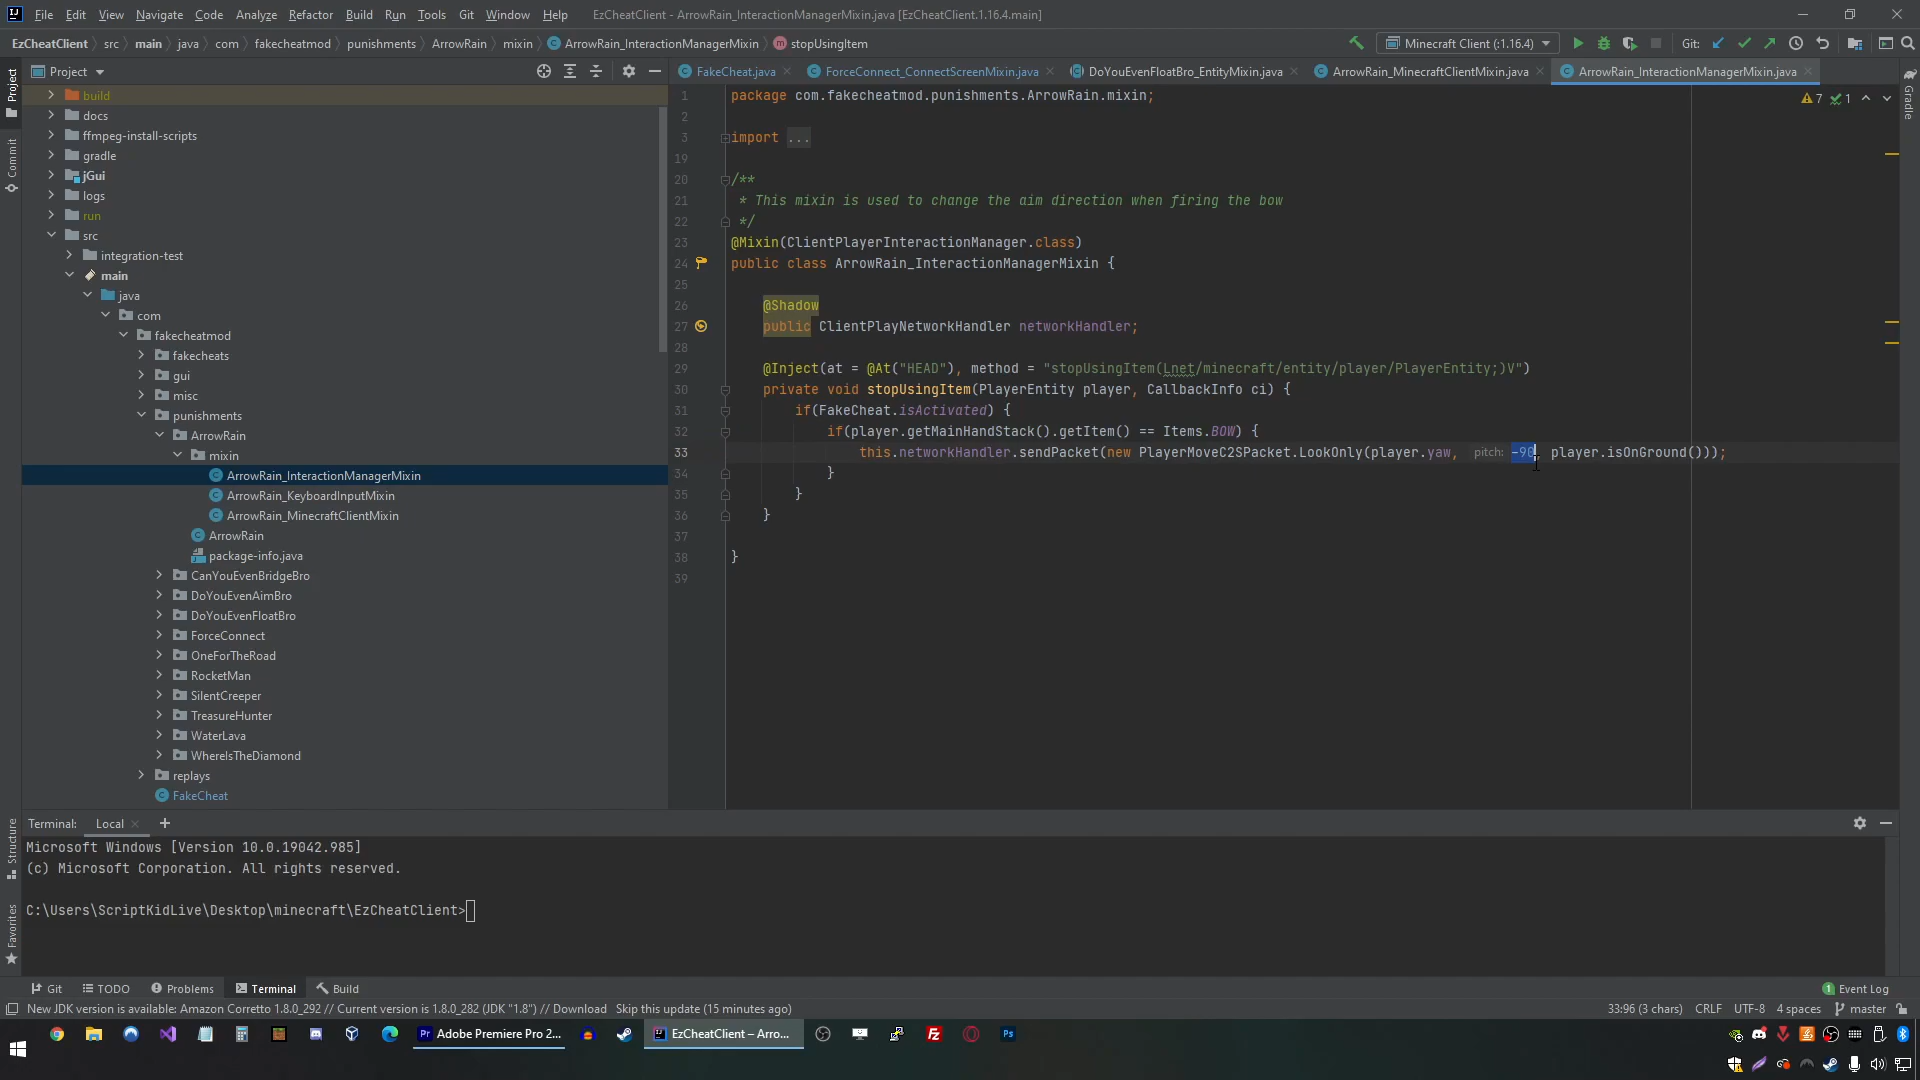 File Edit View Navigate Code Analyze Refactor Build Run Tools Git Window Help EzCheatClient - ArrowRain_InteractionManagerMixin.java [EzCheatClient.1.16.4.main]
EzCheatClient src main java com fakecheatmod punishments ArrowRain mixin ArrowRain_InteractionManagerMixin stopUsingItem Minecraft Client (:1.16.4) Git:
Project
FakeCheat.java ForceConnect_ConnectScreenMixin.java DoYouEvenFloatBro_EntityMixin.java ArrowRain_MinecraftClientMixin.java ArrowRain_InteractionManagerMixin.java
Project
Commit
Structure
Favorites
Gradle
build
docs
ffmpeg-install-scripts
gradle
jGui
logs
run
src
integration-test
main
java
com
fakecheatmod
fakecheats
gui
misc
punishments
ArrowRain
mixin
ArrowRain_InteractionManagerMixin
ArrowRain_KeyboardInputMixin
ArrowRain_MinecraftClientMixin
ArrowRain
package-info.java
CanYouEvenBridgeBro
DoYouEvenAimBro
DoYouEvenFloatBro
ForceConnect
OneForTheRoad
RocketMan
SilentCreeper
TreasureHunter
WaterLava
WhereIsTheDiamond
replays
FakeCheat
7 1
1 package com.fakecheatmod.punishments.ArrowRain.mixin;
2
3 import ...
19
20 /**
21 * This mixin is used to change the aim direction when firing the bow
22 */
23 @Mixin(ClientPlayerInteractionManager.class)
24 public class ArrowRain_InteractionManagerMixin {
25
26 @Shadow
27 public ClientPlayNetworkHandler networkHandler;
28
29 @Inject(at = @At("HEAD"), method = "stopUsingItem(Lnet/minecraft/entity/player/PlayerEntity;)V")
30 private void stopUsingItem(PlayerEntity player, CallbackInfo ci) {
31 if(FakeCheat.isActivated) {
32 if(player.getMainHandStack().getItem() == Items.BOW) {
33 this.networkHandler.sendPacket(new PlayerMoveC2SPacket.LookOnly(player.yaw, pitch: -90, player.isOnGround()));
34 }
35 }
36 }
37
38 }
39
Terminal: Local
Microsoft Windows [Version 10.0.19042.985]
(c) Microsoft Corporation. All rights reserved.
C:\Users\ScriptKidLive\Desktop\minecraft\EzCheatClient>
Git TODO Problems Terminal Build Event Log
New JDK version is available: Amazon Corretto 1.8.0_292 // Current version is 1.8.0_282 (JDK "1.8") // Download Skip this update (15 minutes ago) 33:96 (3 chars) CRLF UTF-8 4 spaces master
Adobe Premiere Pro 2... EzCheatClient – Arro...